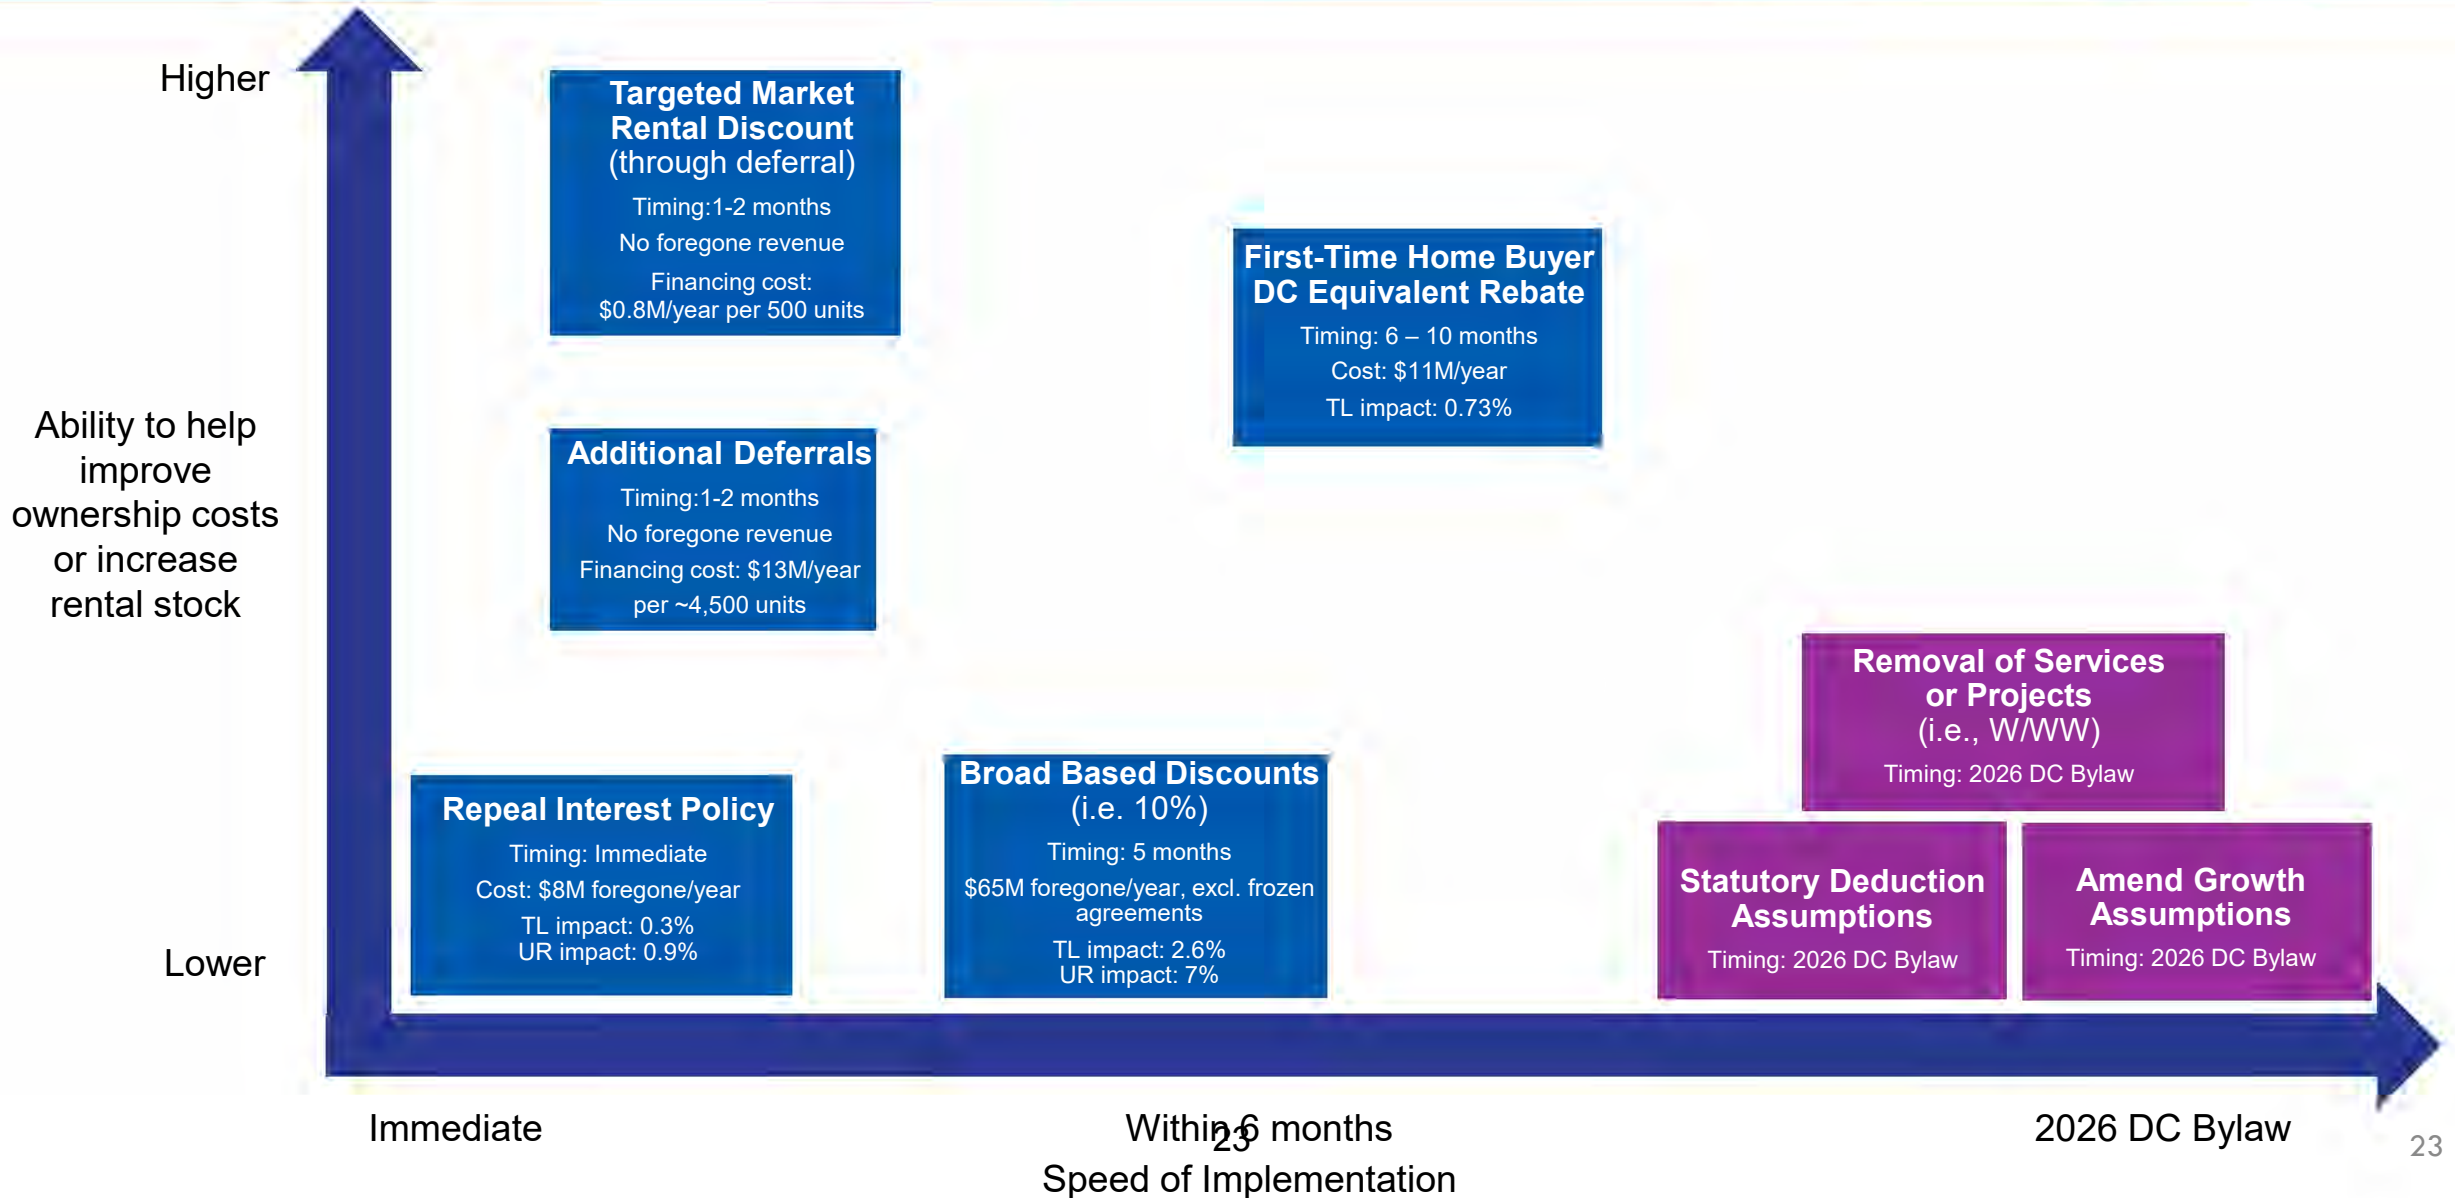 Higher
Ability to help
improve
ownership costs
or increase
rental stock
Lower
Targeted Market
Rental Discount
(through deferral)
Timing:1-2 months
No foregone revenue
Financing cost:
$0.8M/year per 500 units
First-Time Home Buyer
DC Equivalent Rebate
Timing: 6 – 10 months
Cost: $11M/year
TL impact: 0.73%
Additional Deferrals
Timing:1-2 months
No foregone revenue
Financing cost: $13M/year
per ~4,500 units
Removal of Services
or Projects
(i.e., W/WW)
Timing: 2026 DC Bylaw
Repeal Interest Policy
Timing: Immediate
Cost: $8M foregone/year
TL impact: 0.3%
UR impact: 0.9%
Broad Based Discounts
(i.e. 10%)
Timing: 5 months
$65M foregone/year, excl. frozen
agreements
TL impact: 2.6%
UR impact: 7%
Statutory Deduction
Assumptions
Timing: 2026 DC Bylaw
Amend Growth
Assumptions
Timing: 2026 DC Bylaw
Immediate
Within 6 months
23
2026 DC Bylaw
23
Speed of Implementation